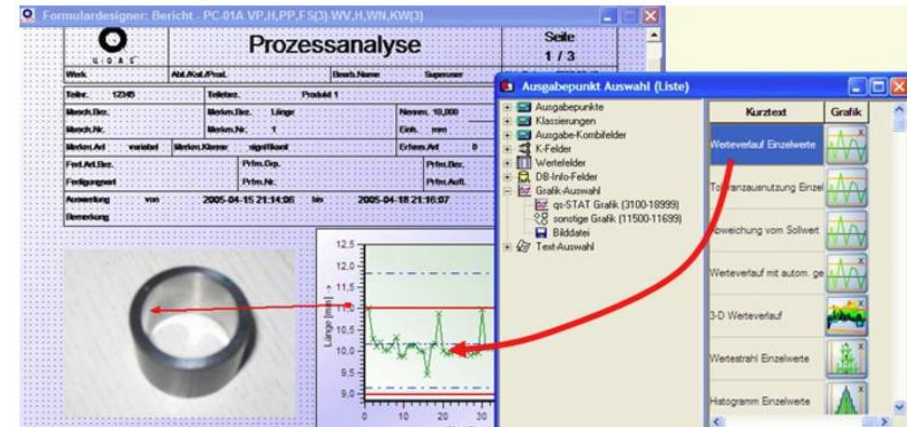 Formulardesigner: Bericht - PC-01A VP,H,PP,FS(3)-WV,H,WN,KW(3)
Q-DAS
Prozessanalyse
Seite
1 / 3
Werk
Abt./Kst./Prod.
Bearb.Name
Superuser
Teilnr.
12345
Teilebez.
Produkt 1
Masch.Bez.
Merkm.Bez.
Länge
Nennm. 10,000
Masch.Nr.
Merkm.Nr.
1
Einh.
mm
Merkm.Art
variabel
Merkm.Klasse
signifikant
Erfass.Art
0
Fert.Art.Bez.
Prfm.Grp.
Prfm.Bez.
Fertigungsart
Prfm.Nr.
Prfm.Aufl.
Auswertung
von
2005-04-15 21:14:06
bis
2005-04-18 21:16:07
Bemerkung
12,5
12,0
11,5
11,0
10,5
10,0
9,5
9,0
Länge [mm] →
0
10
20
30
Ausgabepunkt Auswahl (Liste)
Ausgabepunkte
Klassierungen
Ausgabe-Kombifelder
K-Felder
Wertefelder
DB-Info-Felder
Grafik-Auswahl
qs-STAT Grafik (3100-18999)
sonstige Grafik (11500-11699)
Bilddatei
Text-Auswahl
Kurztext
Grafik
Werteverlauf Einzelwerte
Toleranzausnutzung Einzel
Abweichung vom Sollwert
Werteverlauf mit autom. ge
3-D Werteverlauf
Wertestrahl Einzelwerte
Histogramm Einzelwerte